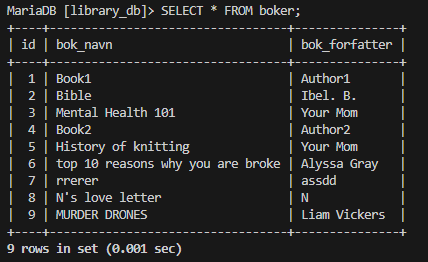 MariaDB [library_db]> SELECT * FROM boker;
+----+-------------------------------+---------------+
| id | bok_navn                      | bok_forfatter |
+----+-------------------------------+---------------+
|  1 | Book1                         | Author1       |
|  2 | Bible                         | Ibel. B.      |
|  3 | Mental Health 101             | Your Mom      |
|  4 | Book2                         | Author2       |
|  5 | History of knitting           | Your Mom      |
|  6 | top 10 reasons why you are broke | Alyssa Gray   |
|  7 | rrerer                        | assdd         |
|  8 | N's love letter               | N             |
|  9 | MURDER DRONES                 | Liam Vickers  |
+----+-------------------------------+---------------+
9 rows in set (0.001 sec)